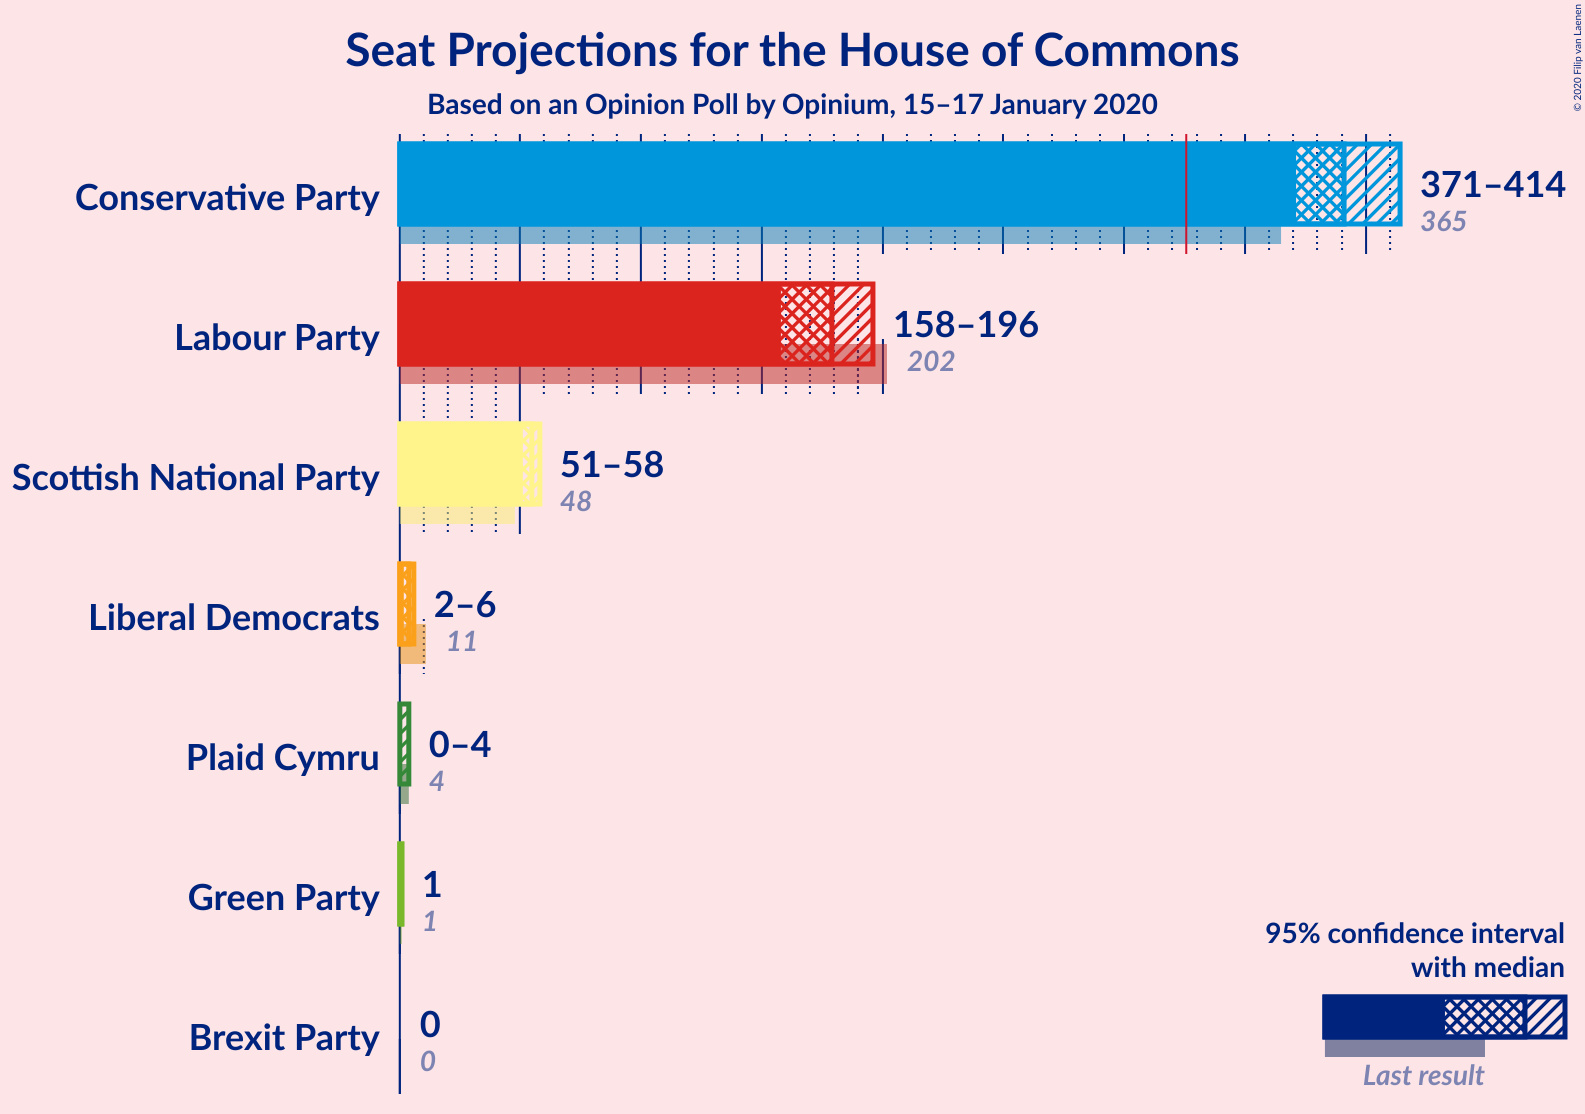 Seat Projections for the House of Commons
Based on an Opinion Poll by Opinium, 15–17 January 2020
© 2020 Filip van Laenen
Conservative Party
371–414
365
Labour Party
158–196
202
Scottish National Party
51–58
48
Liberal Democrats
2–6
11
Plaid Cymru
0–4
4
Green Party
1
1
Brexit Party
0
0
95% confidence interval
with median
Last result